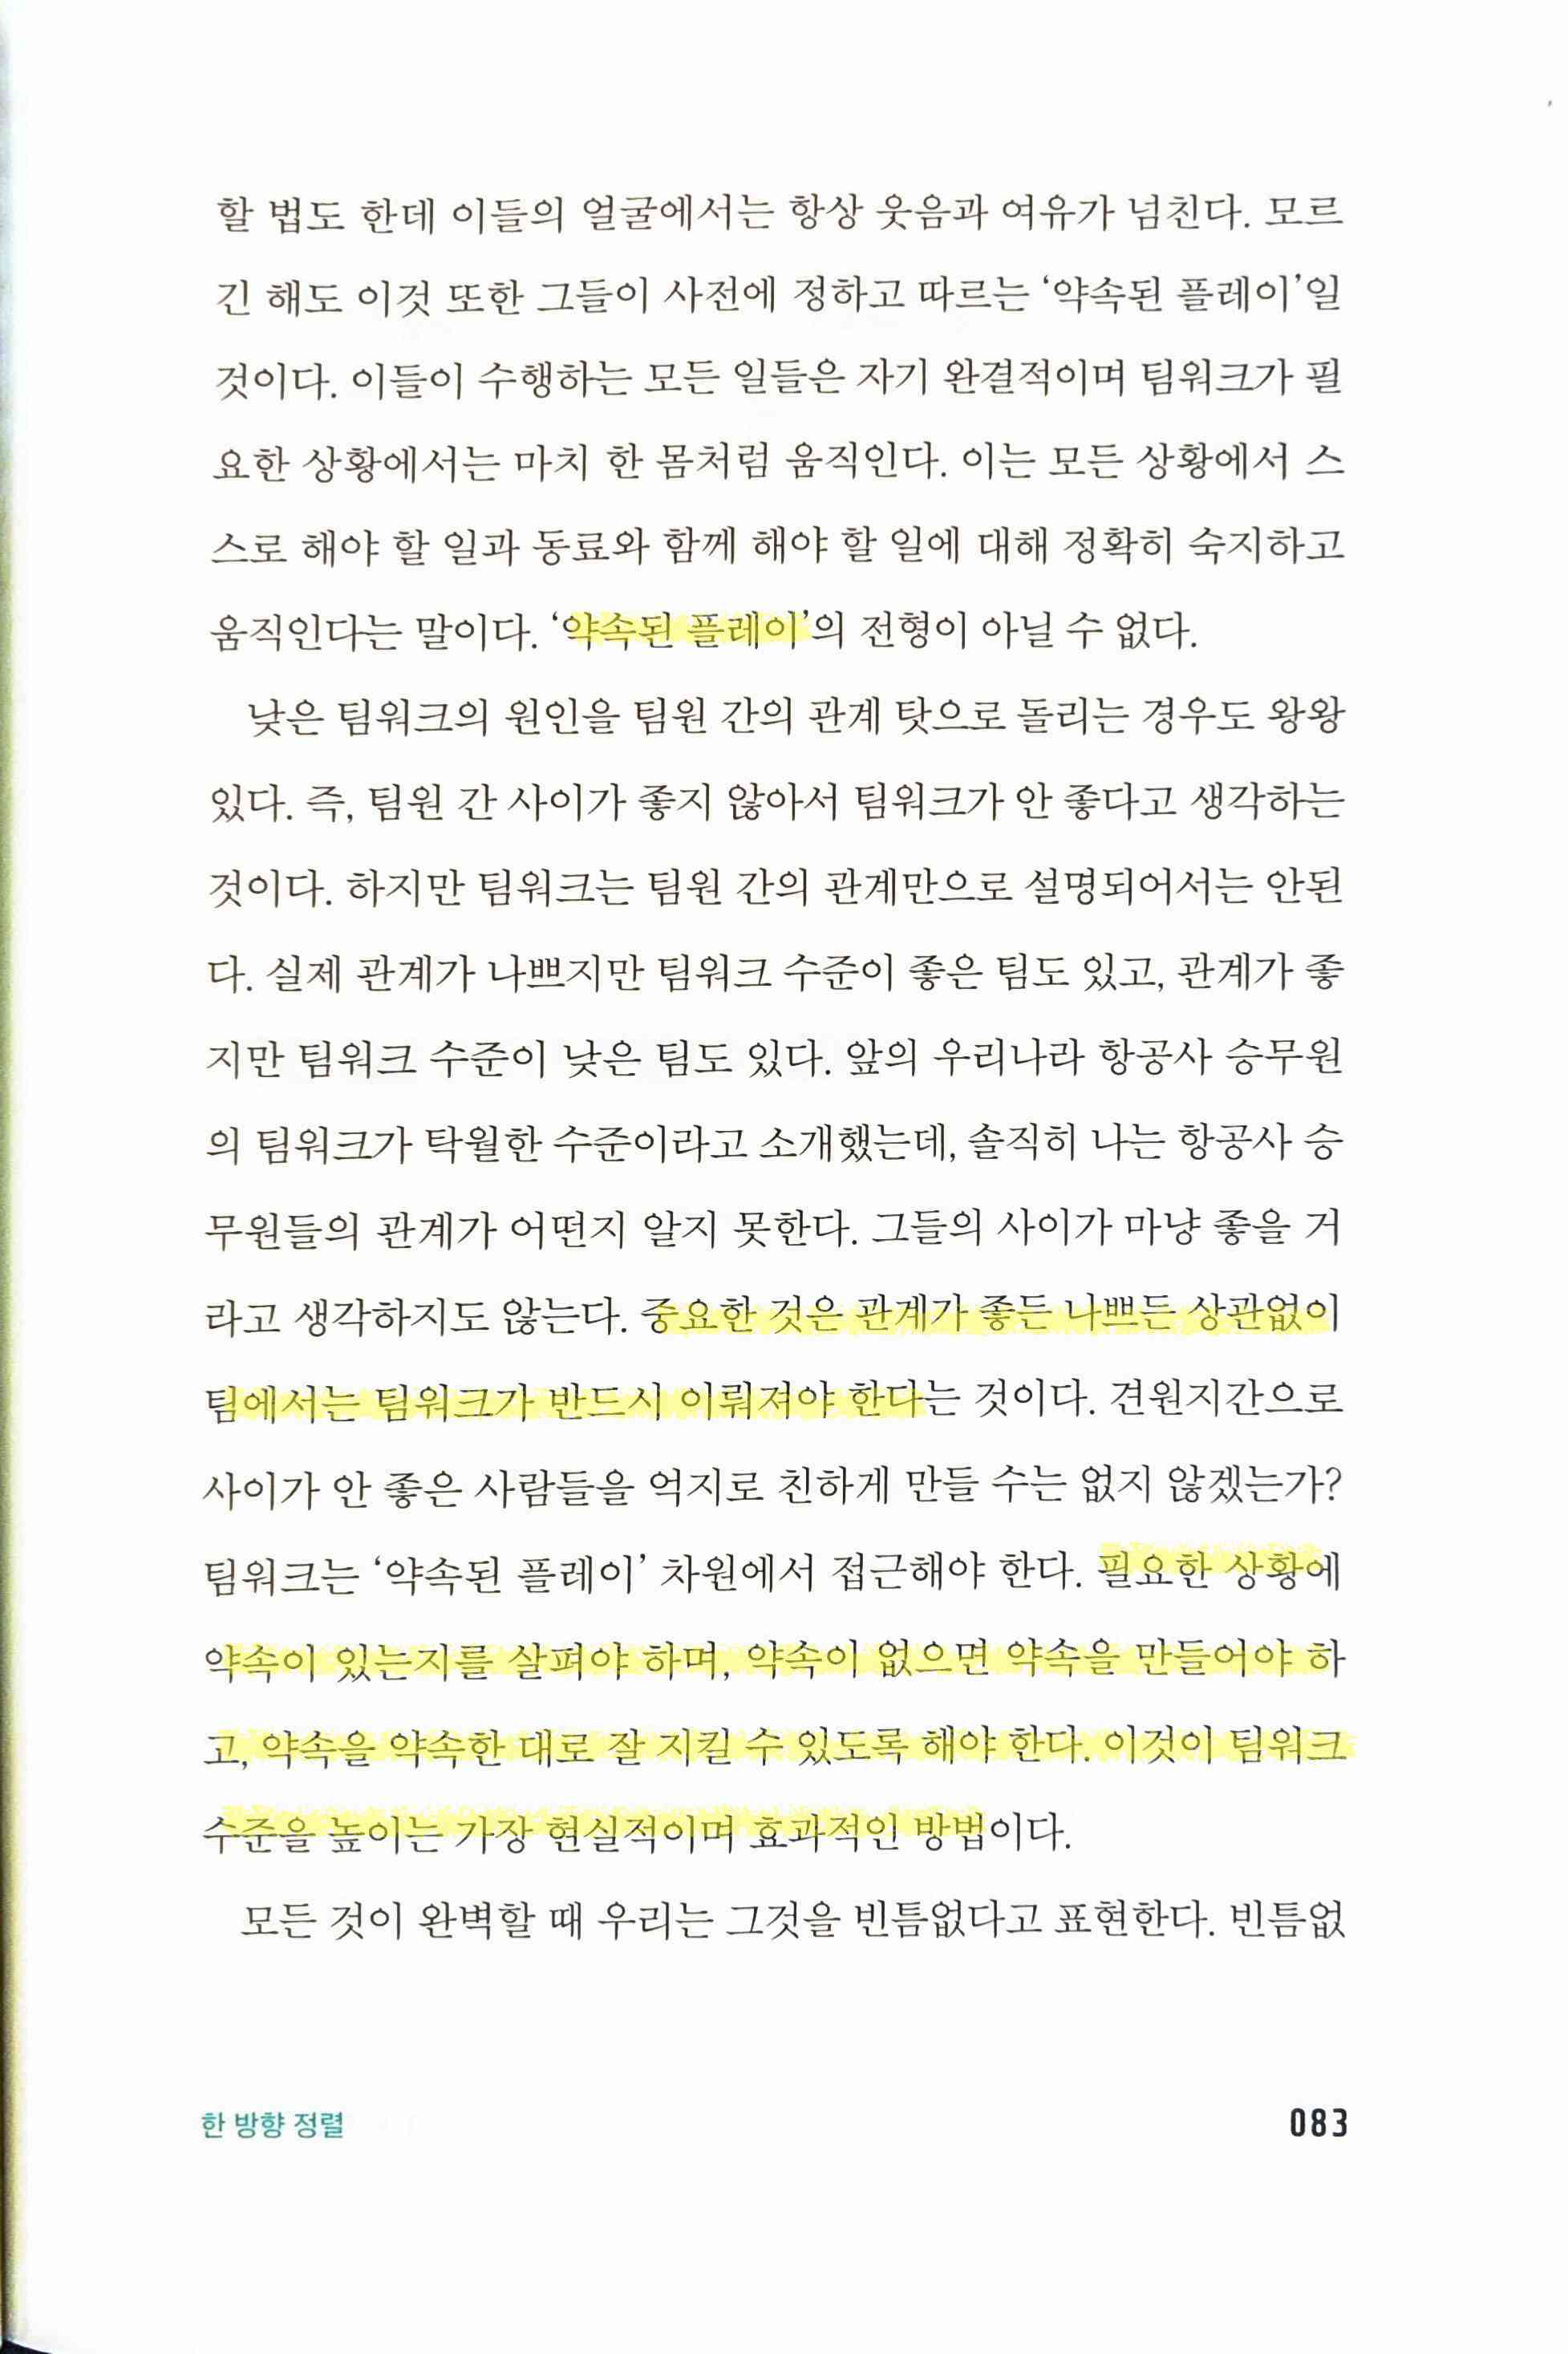 할 법도 한데 이들의 얼굴에서는 항상 웃음과 여유가 넘친다. 모르
긴 해도 이것 또한 그들이 사전에 정하고 따르는 ‘약속된 플레이’일
것이다. 이들이 수행하는 모든 일들은 자기 완결적이며 팀워크가 필
요한 상황에서는 마치 한 몸처럼 움직인다. 이는 모든 상황에서 스
스로 해야 할 일과 동료와 함께 해야 할 일에 대해 정확히 숙지하고
움직인다는 말이다. ‘약속된 플레이’의 전형이 아닐 수 없다.
낮은 팀워크의 원인을 팀원 간의 관계 탓으로 돌리는 경우도 왕왕
있다. 즉, 팀원 간 사이가 좋지 않아서 팀워크가 안 좋다고 생각하는
것이다. 하지만 팀워크는 팀원 간의 관계만으로 설명되어서는 안된
다. 실제 관계가 나쁘지만 팀워크 수준이 좋은 팀도 있고, 관계가 좋
지만 팀워크 수준이 낮은 팀도 있다. 앞의 우리나라 항공사 승무원
의 팀워크가 탁월한 수준이라고 소개했는데, 솔직히 나는 항공사 승
무원들의 관계가 어떤지 알지 못한다. 그들의 사이가 마냥 좋을 거
라고 생각하지도 않는다. 중요한 것은 관계가 좋든 나쁘든 상관없이
팀에서는 팀워크가 반드시 이뤄져야 한다는 것이다. 견원지간으로
사이가 안 좋은 사람들을 억지로 친하게 만들 수는 없지 않겠는가?
팀워크는 ‘약속된 플레이’ 차원에서 접근해야 한다. 필요한 상황에
약속이 있는지를 살펴야 하며, 약속이 없으면 약속을 만들어야 하
고, 약속을 약속한 대로 잘 지킬 수 있도록 해야 한다. 이것이 팀워크
수준을 높이는 가장 현실적이며 효과적인 방법이다.
모든 것이 완벽할 때 우리는 그것을 빈틈없다고 표현한다. 빈틈없
한 방향 정렬
083